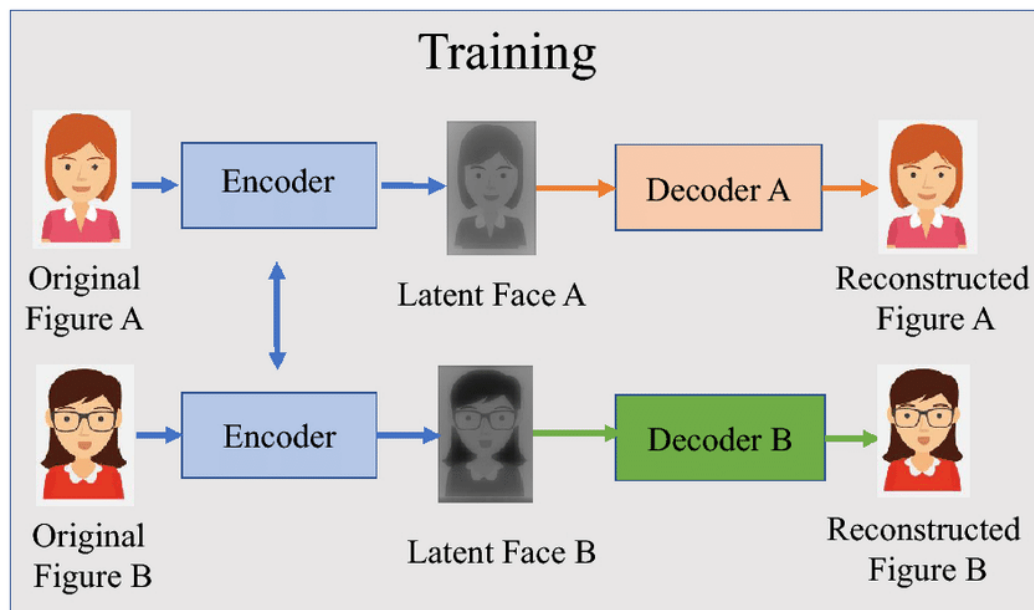 Training
Encoder
Decoder A
Original
Figure A
Latent Face A
Reconstructed
Figure A
Encoder
Decoder B
Original
Figure B
Latent Face B
Reconstructed
Figure B